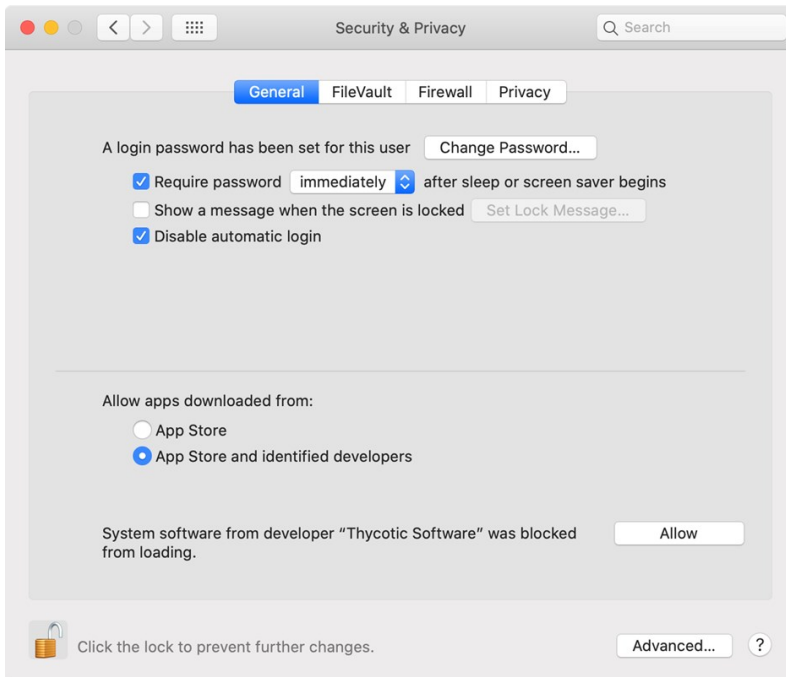 Security & Privacy
Search
General FileVault Firewall Privacy
A login password has been set for this user Change Password...
Require password immediately after sleep or screen saver begins
Show a message when the screen is locked Set Lock Message...
Disable automatic login
Allow apps downloaded from:
App Store
App Store and identified developers
System software from developer “Thycotic Software” was blocked
from loading.
Allow
Click the lock to prevent further changes.
Advanced... ?